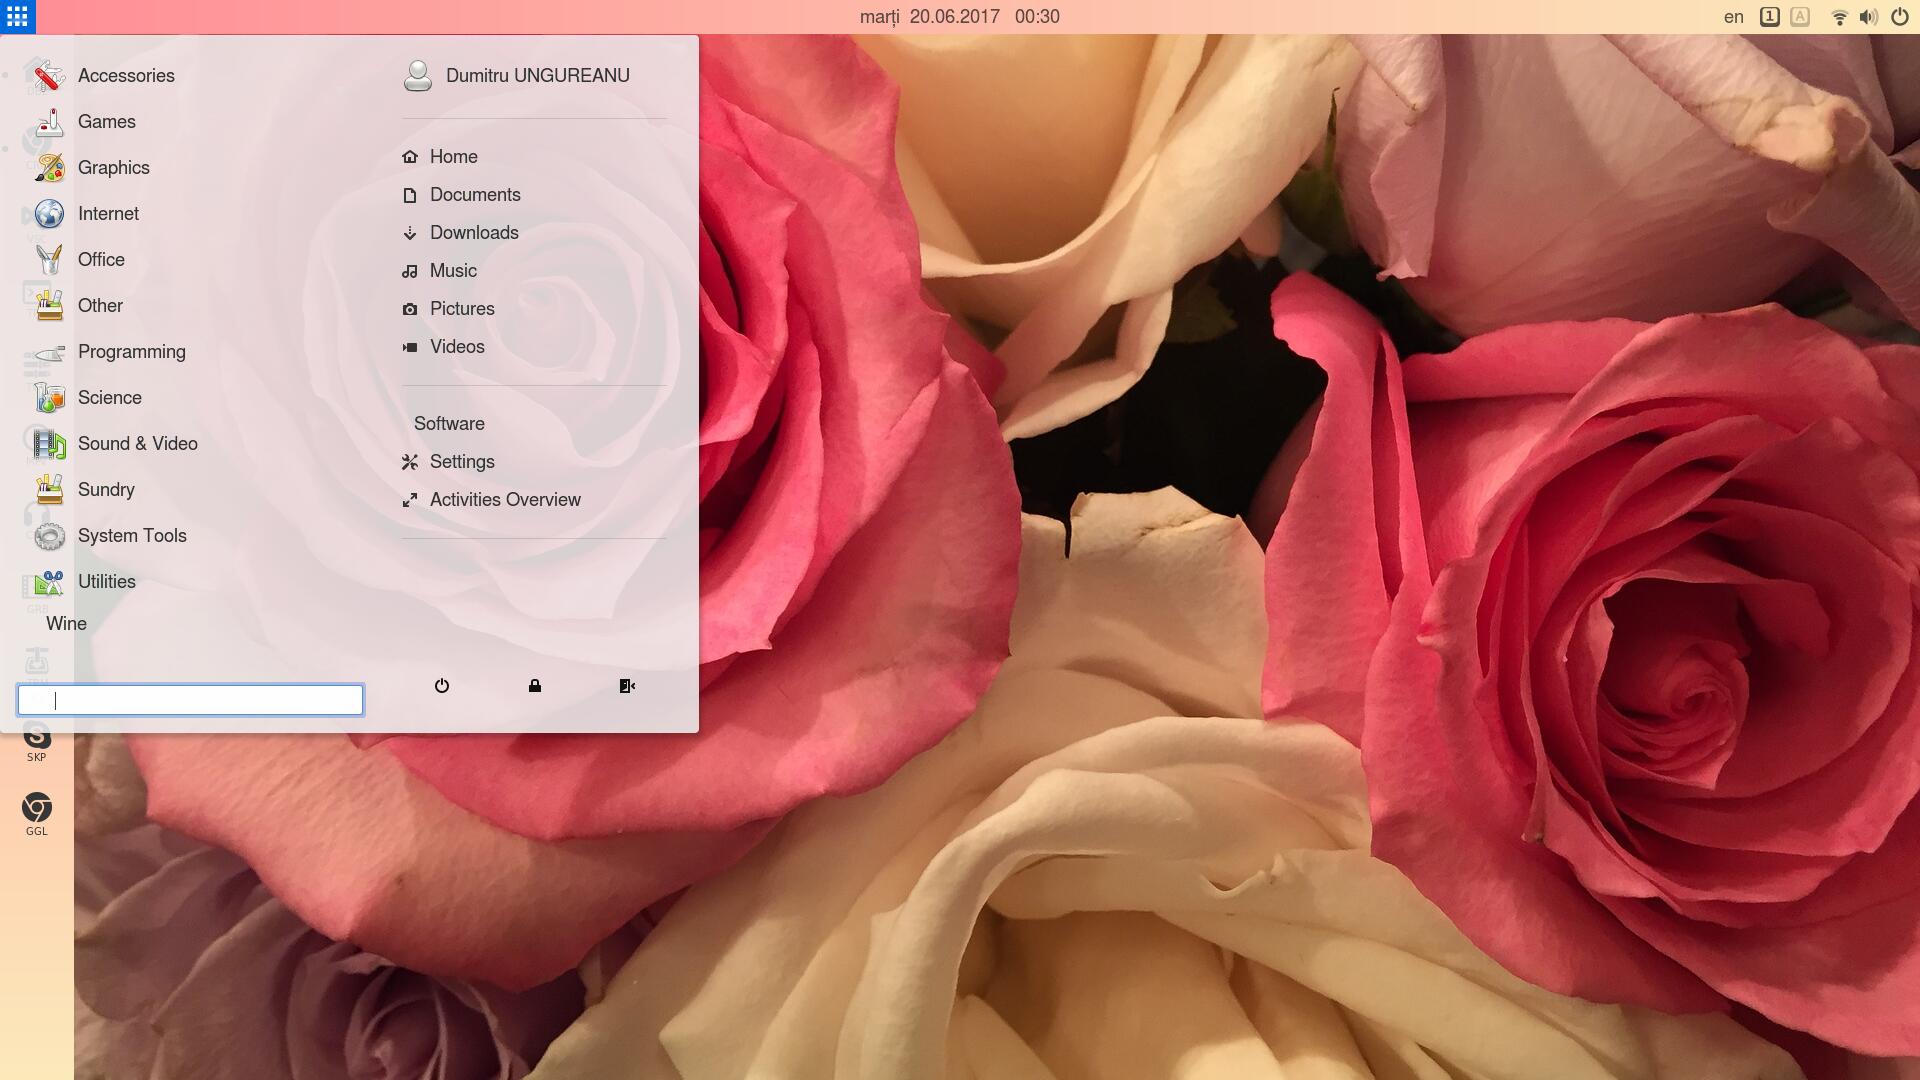 marți 20.06.2017 00:30
en
1
A
Accessories
Games
Graphics
Internet
Office
Other
Programming
Science
Sound & Video
Sundry
System Tools
Utilities
Wine
Dumitru UNGUREANU
Home
Documents
Downloads
Music
Pictures
Videos
Software
Settings
Activities Overview
GRB
SKP
GGL